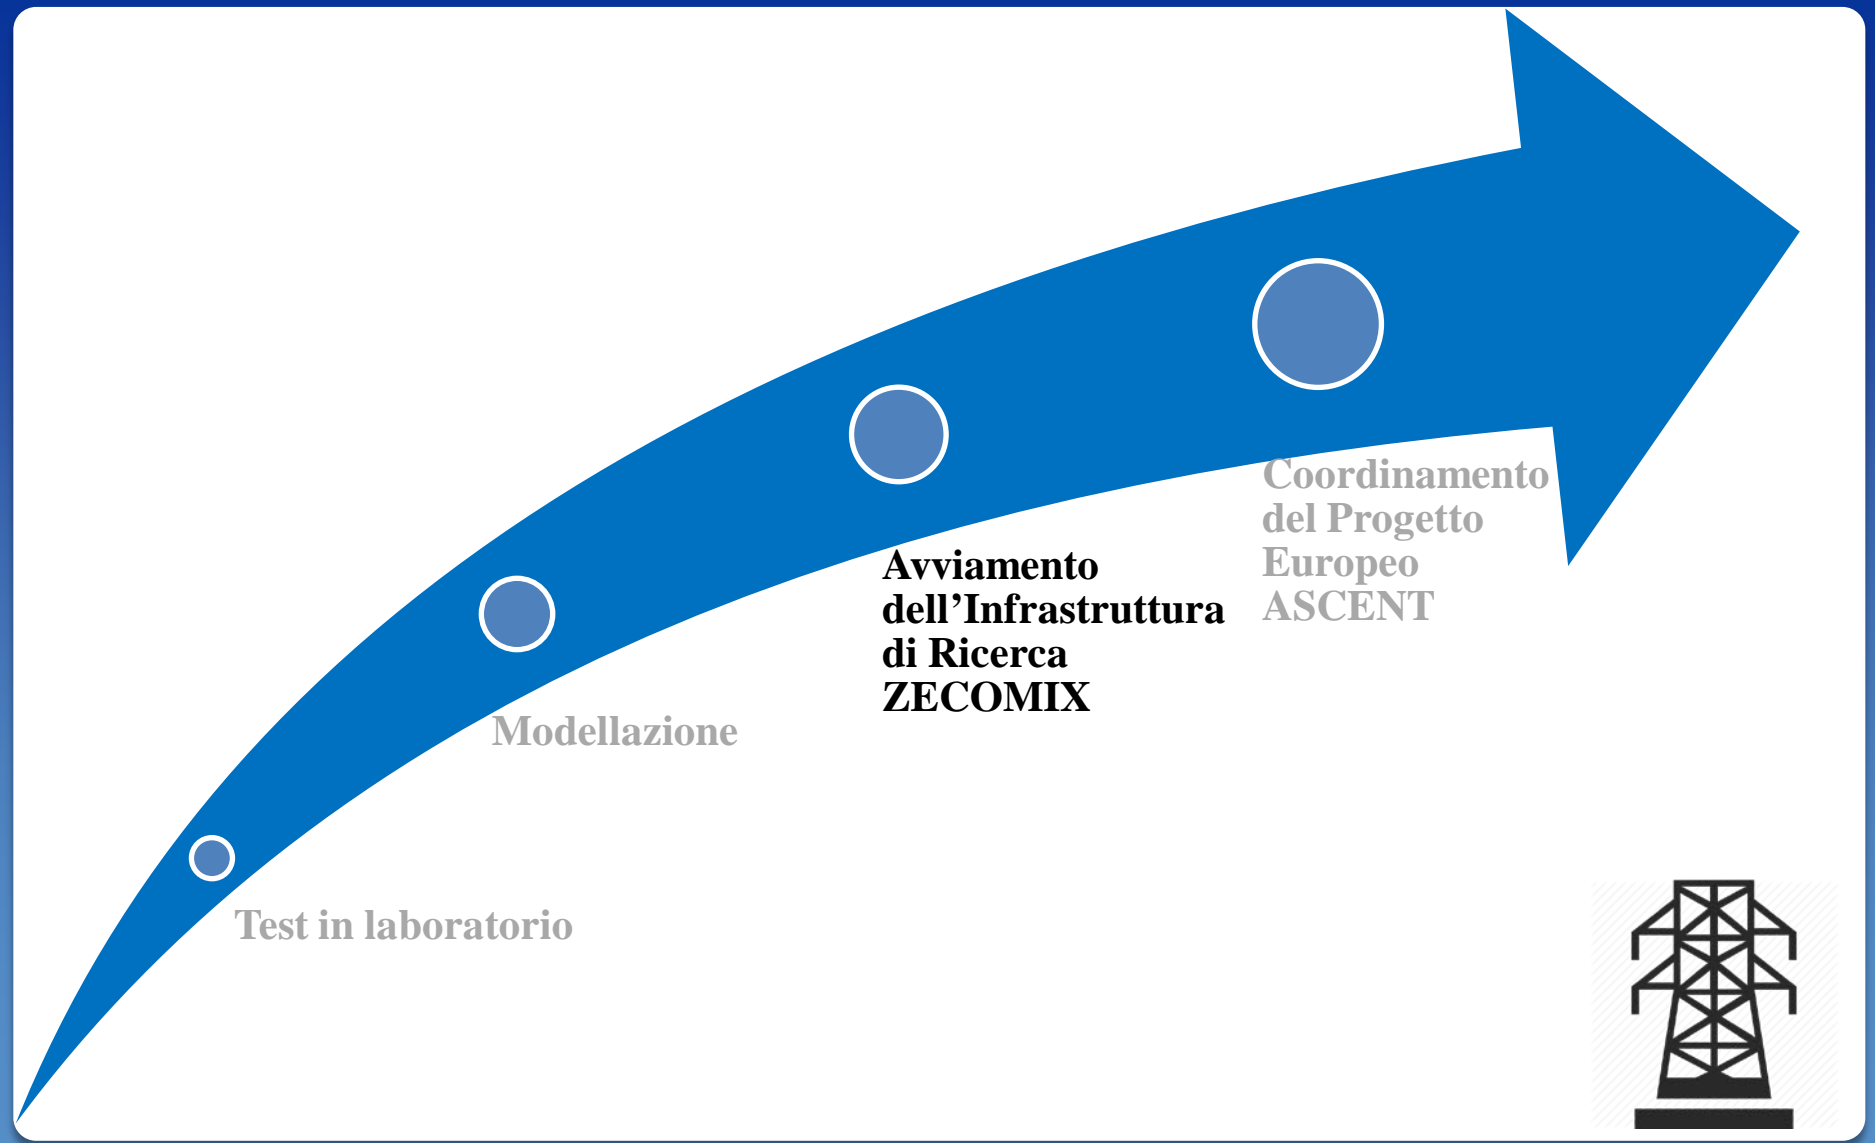 Test in laboratorio
Modellazione
Avviamento
dell’Infrastruttura
di Ricerca
ZECOMIX
Coordinamento
del Progetto
Europeo
ASCENT